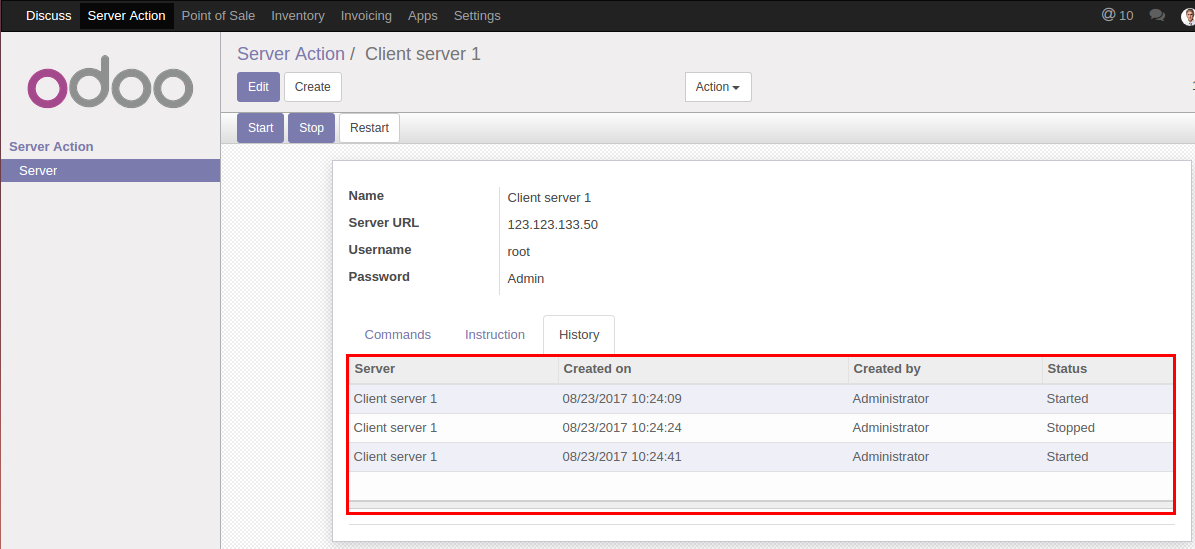 Discuss Server Action Point of Sale Inventory Invoicing Apps Settings @ 10
odoo
Server Action / Client server 1
Edit Create Action
Start Stop Restart
Server Action
Server
Name Client server 1
Server URL 123.123.133.50
Username root
Password Admin
Commands Instruction History
Server Created on Created by Status
Client server 1 08/23/2017 10:24:09 Administrator Started
Client server 1 08/23/2017 10:24:24 Administrator Stopped
Client server 1 08/23/2017 10:24:41 Administrator Started